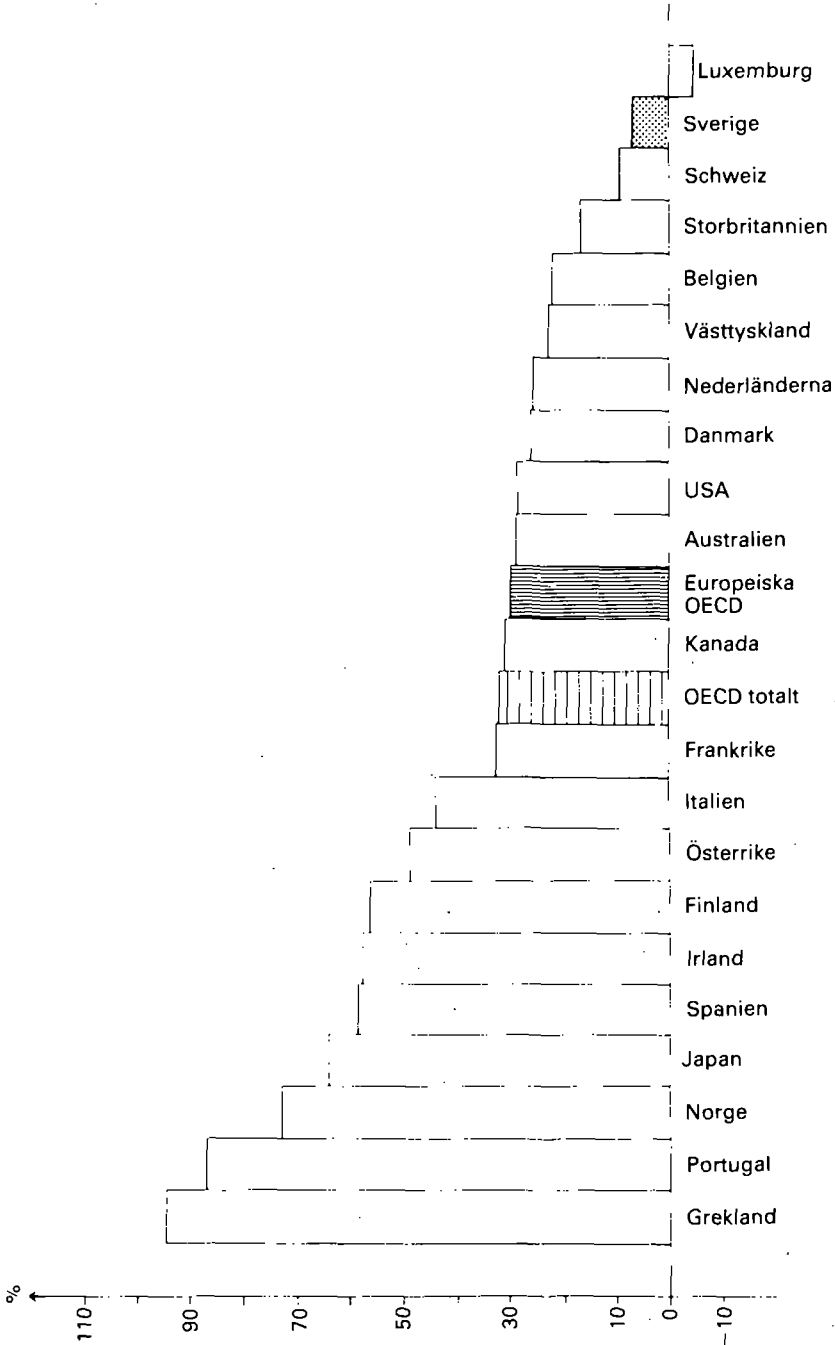 Luxemburg
Sverige
Schweiz
Storbritannien
Belgien
Västtyskland
Nederländerna
Danmark
USA
Australien
Europeiska
OECD
Kanada
OECD totalt
Frankrike
Italien
Österrike
Finland
Irland
Spanien
Japan
Norge
Portugal
Grekland
%
110
90
70
50
30
10
0
–10